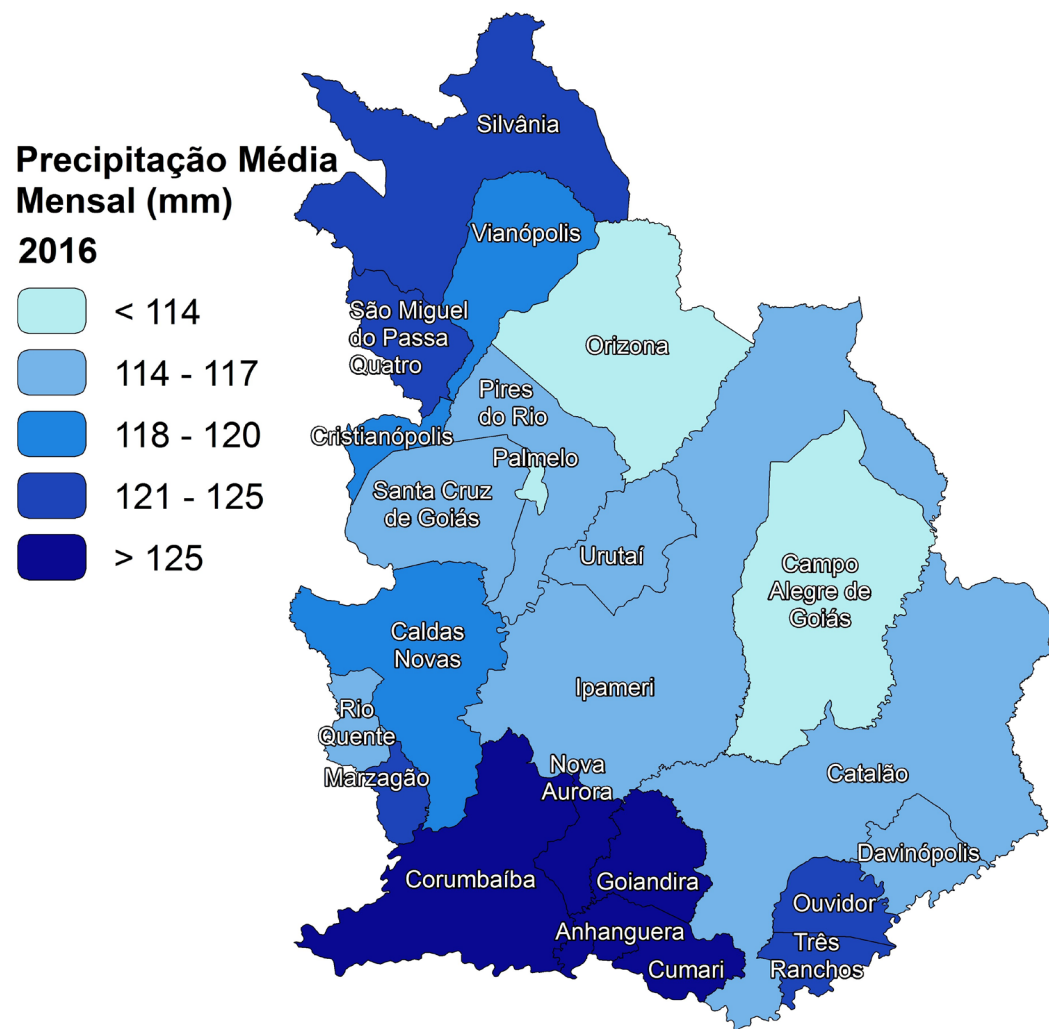 Precipitação Média
Mensal (mm)
2016
< 114
114 - 117
118 - 120
121 - 125
> 125
Silvânia
Vianópolis
São Miguel
do Passa
Quatro
Orizona
Pires
do Rio
Cristianópolis
Palmelo
Santa Cruz
de Goiás
Urutaí
Campo
Alegre de
Goiás
Caldas
Novas
Ipameri
Rio
Quente
Marzagão
Nova
Aurora
Catalão
Davinópolis
Corumbaíba
Goiandira
Ouvidor
Anhanguera
Três
Ranchos
Cumari